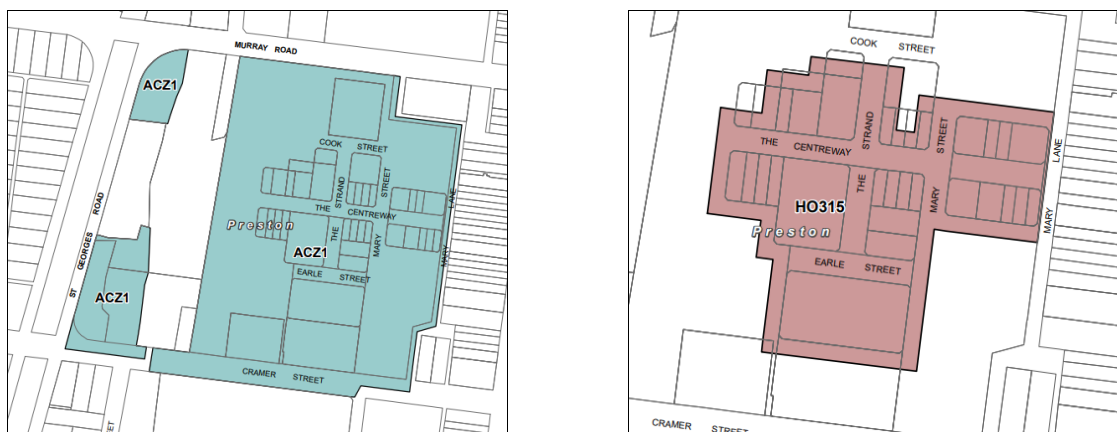 MURRAY ROAD
ACZ1
COOK STREET
THE STRAND
STREET
LANE
ST GEORGES ROAD
THE CENTREWAY
Preston
MARY
MARY
ACZ1
EARLE STREET
ACZ1
CRAMER STREET
ET
COOK STREET
THE STRAND
STREET
THE CENTREWAY
LANE
MARY
HO315
Preston
MARY
EARLE STREET
CRAMER STREET